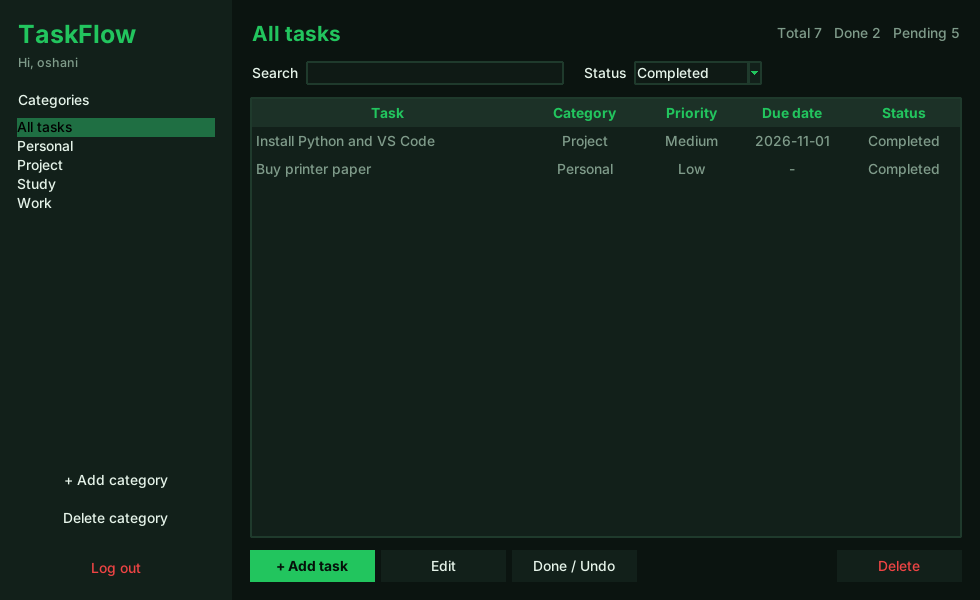 TaskFlow
Hi, oshani
Categories
All tasks
Personal
Project
Study
Work
+ Add category
Delete category
Log out
All tasks
Total 7 Done 2 Pending 5
Search Status Completed
Task Category Priority Due date Status
Install Python and VS Code Project Medium 2026-11-01 Completed
Buy printer paper Personal Low - Completed
+ Add task Edit Done / Undo Delete